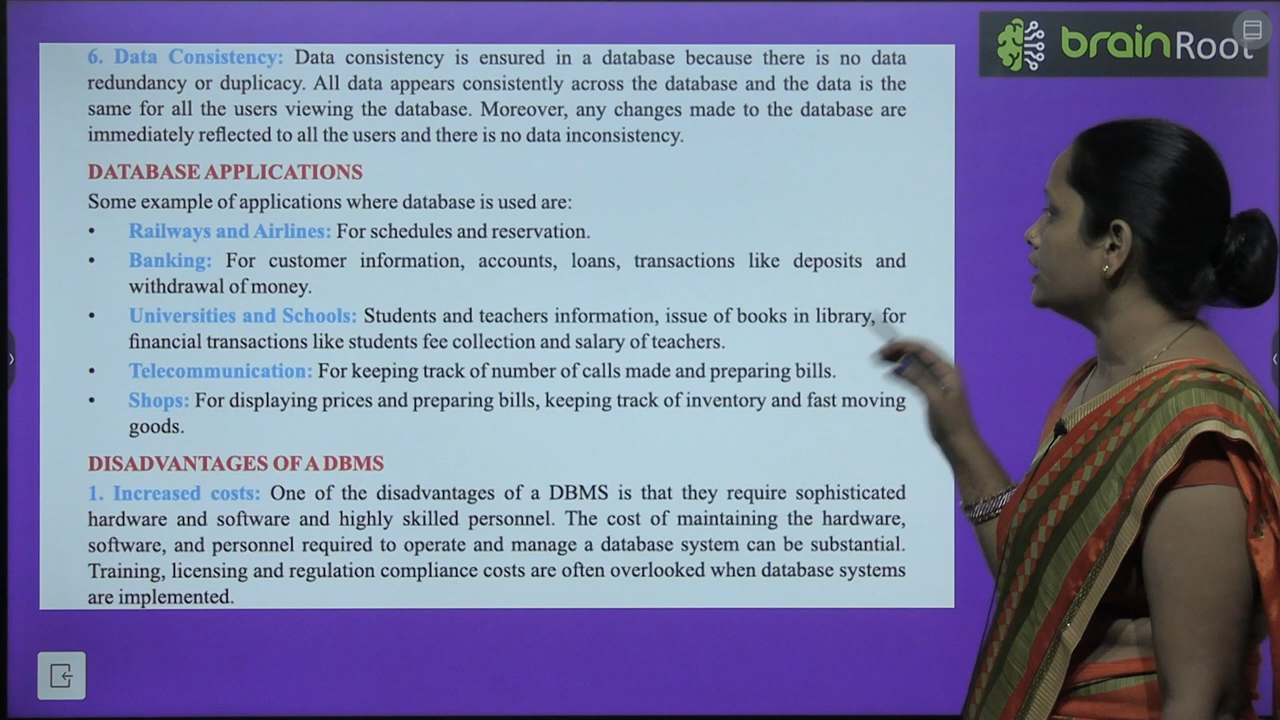 brainRoot
6. Data Consistency: Data consistency is ensured in a database because there is no data
redundancy or duplicacy. All data appears consistently across the database and the data is the
same for all the users viewing the database. Moreover, any changes made to the database are
immediately reflected to all the users and there is no data inconsistency.
DATABASE APPLICATIONS
Some example of applications where database is used are:
• Railways and Airlines: For schedules and reservation.
• Banking: For customer information, accounts, loans, transactions like deposits and
withdrawal of money.
• Universities and Schools: Students and teachers information, issue of books in library, for
financial transactions like students fee collection and salary of teachers.
• Telecommunication: For keeping track of number of calls made and preparing bills.
• Shops: For displaying prices and preparing bills, keeping track of inventory and fast moving
goods.
DISADVANTAGES OF A DBMS
1. Increased costs: One of the disadvantages of a DBMS is that they require sophisticated
hardware and software and highly skilled personnel. The cost of maintaining the hardware,
software, and personnel required to operate and manage a database system can be substantial.
Training, licensing and regulation compliance costs are often overlooked when database systems
are implemented.